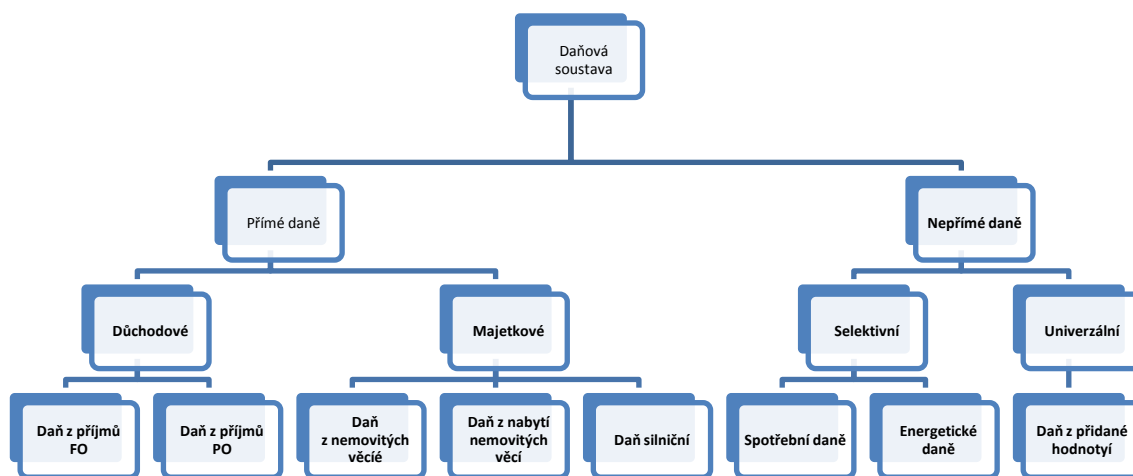 Daňová
soustava
Přímé daně
Nepřímé daně
Důchodové
Majetkové
Selektivní
Univerzální
Daň z příjmů
FO
Daň z příjmů
PO
Daň
z nemovitých
věcíé
Daň z nabytí
nemovitých
věcí
Daň silniční
Spotřební daně
Energetické
daně
Daň z přidané
hodnotyí